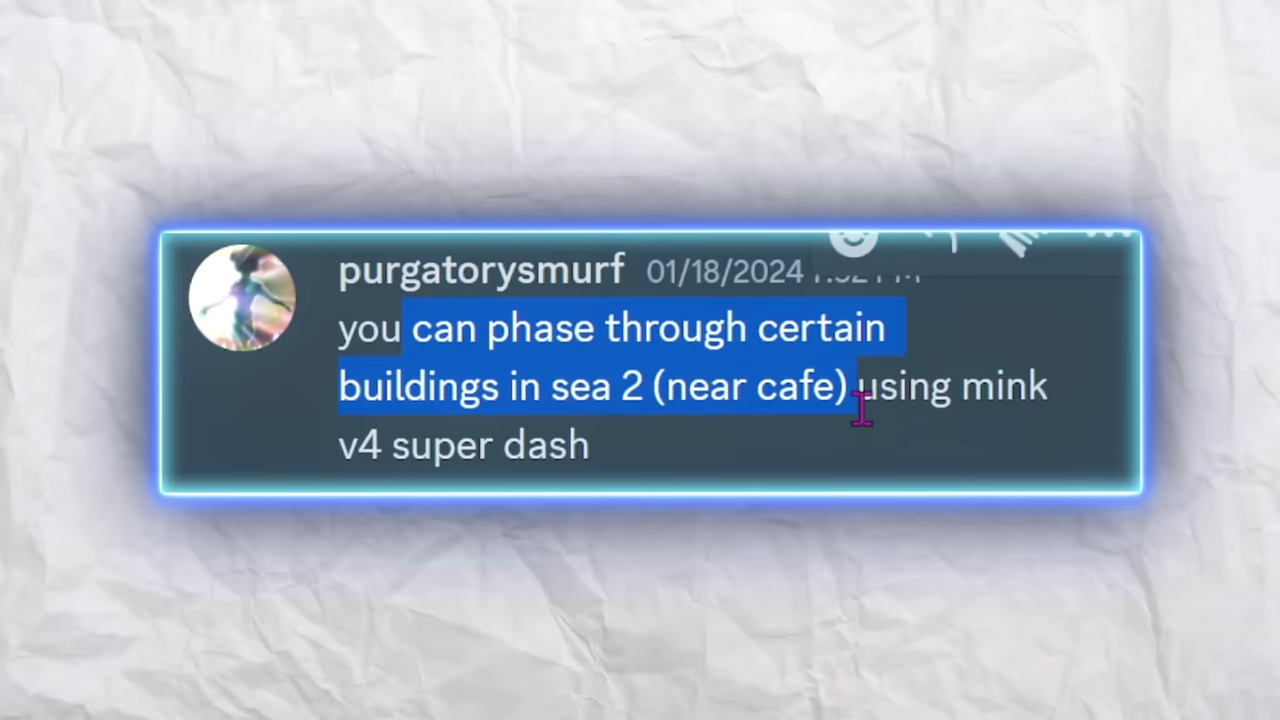 purgatorysmurf 01/18/2024
you can phase through certain
buildings in sea 2 (near cafe) using mink
v4 super dash